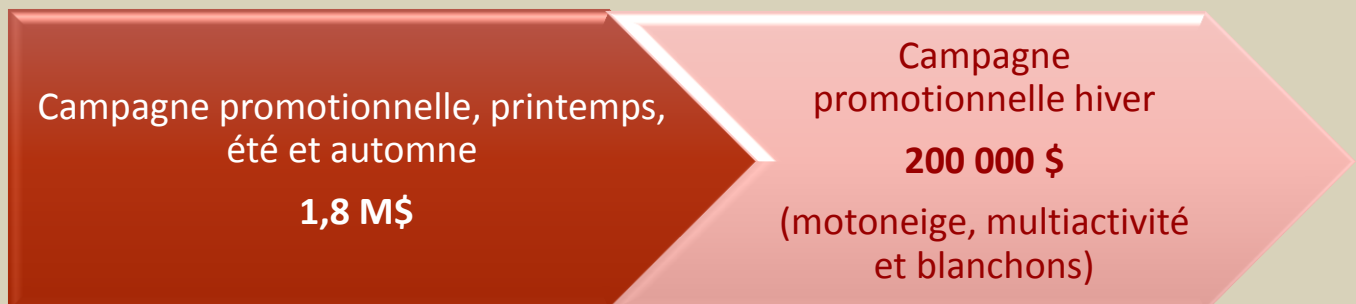 Campagne promotionnelle, printemps,
été et automne
1,8 M$
Campagne
promotionnelle hiver
200 000 $
(motoneige, multiactivité
et blanchons)